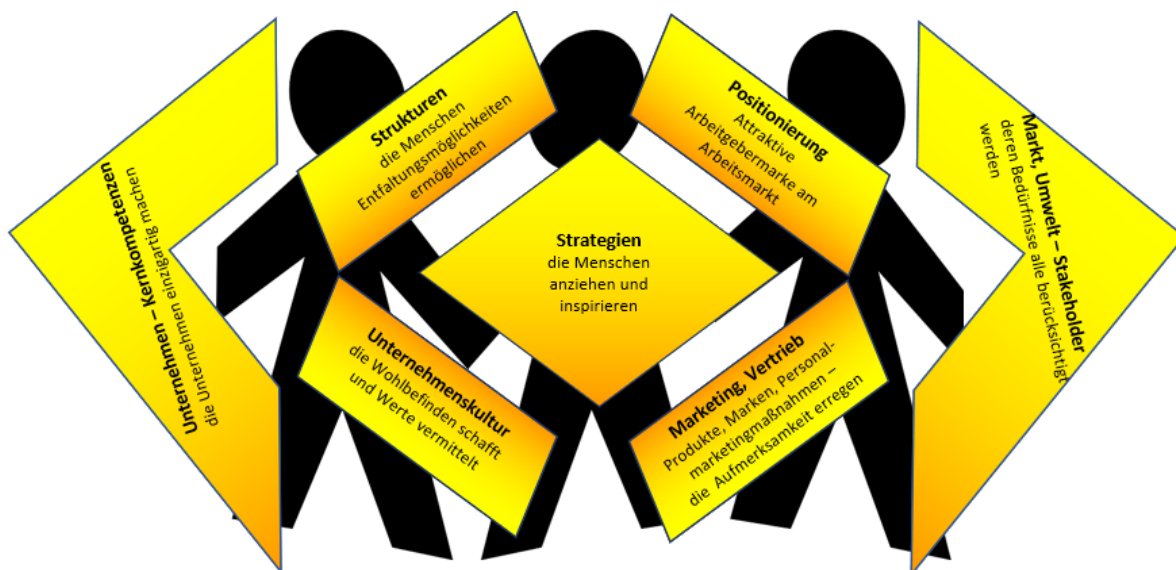 Unternehmen – Kernkompetenzen
die Unternehmen einzigartig machen
Strukturen
die Menschen
Entfaltungsmöglichkeiten
ermöglichen
Unternehmenskultur
die Wohlbefinden schafft
und Werte vermittelt
Strategien
die Menschen
anziehen und
inspirieren
Positionierung
Attraktive
Arbeitgebermarke am
Arbeitsmarkt
Marketing, Vertrieb
Produkte, Marken, Personal-
marketingmaßnahmen –
die Aufmerksamkeit erregen
Markt, Umwelt – Stakeholder
deren Bedürfnisse alle berücksichtigt
werden